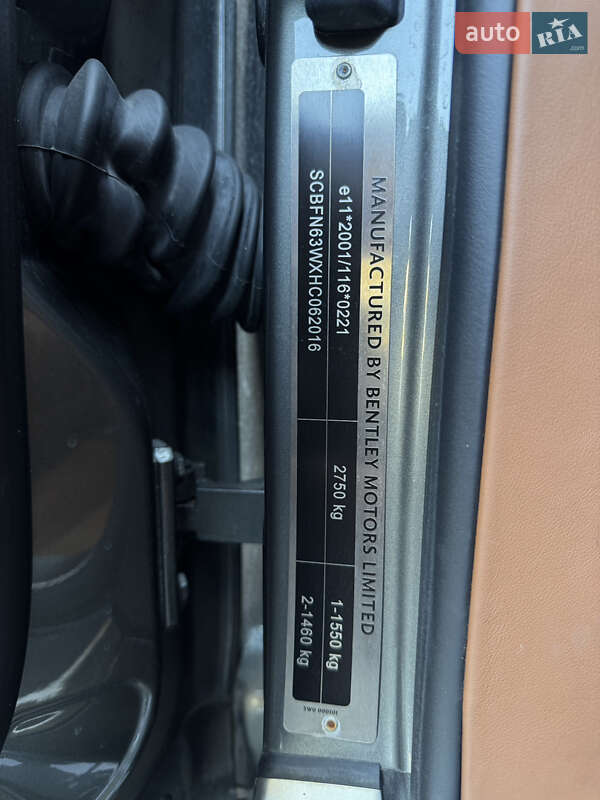 auto RIA .com
MANUFACTURED BY BENTLEY MOTORS LIMITED
e11*2001/116*0221 2750 kg 1-1550 kg
SCBFN63WXHC062016 2-1460 kg